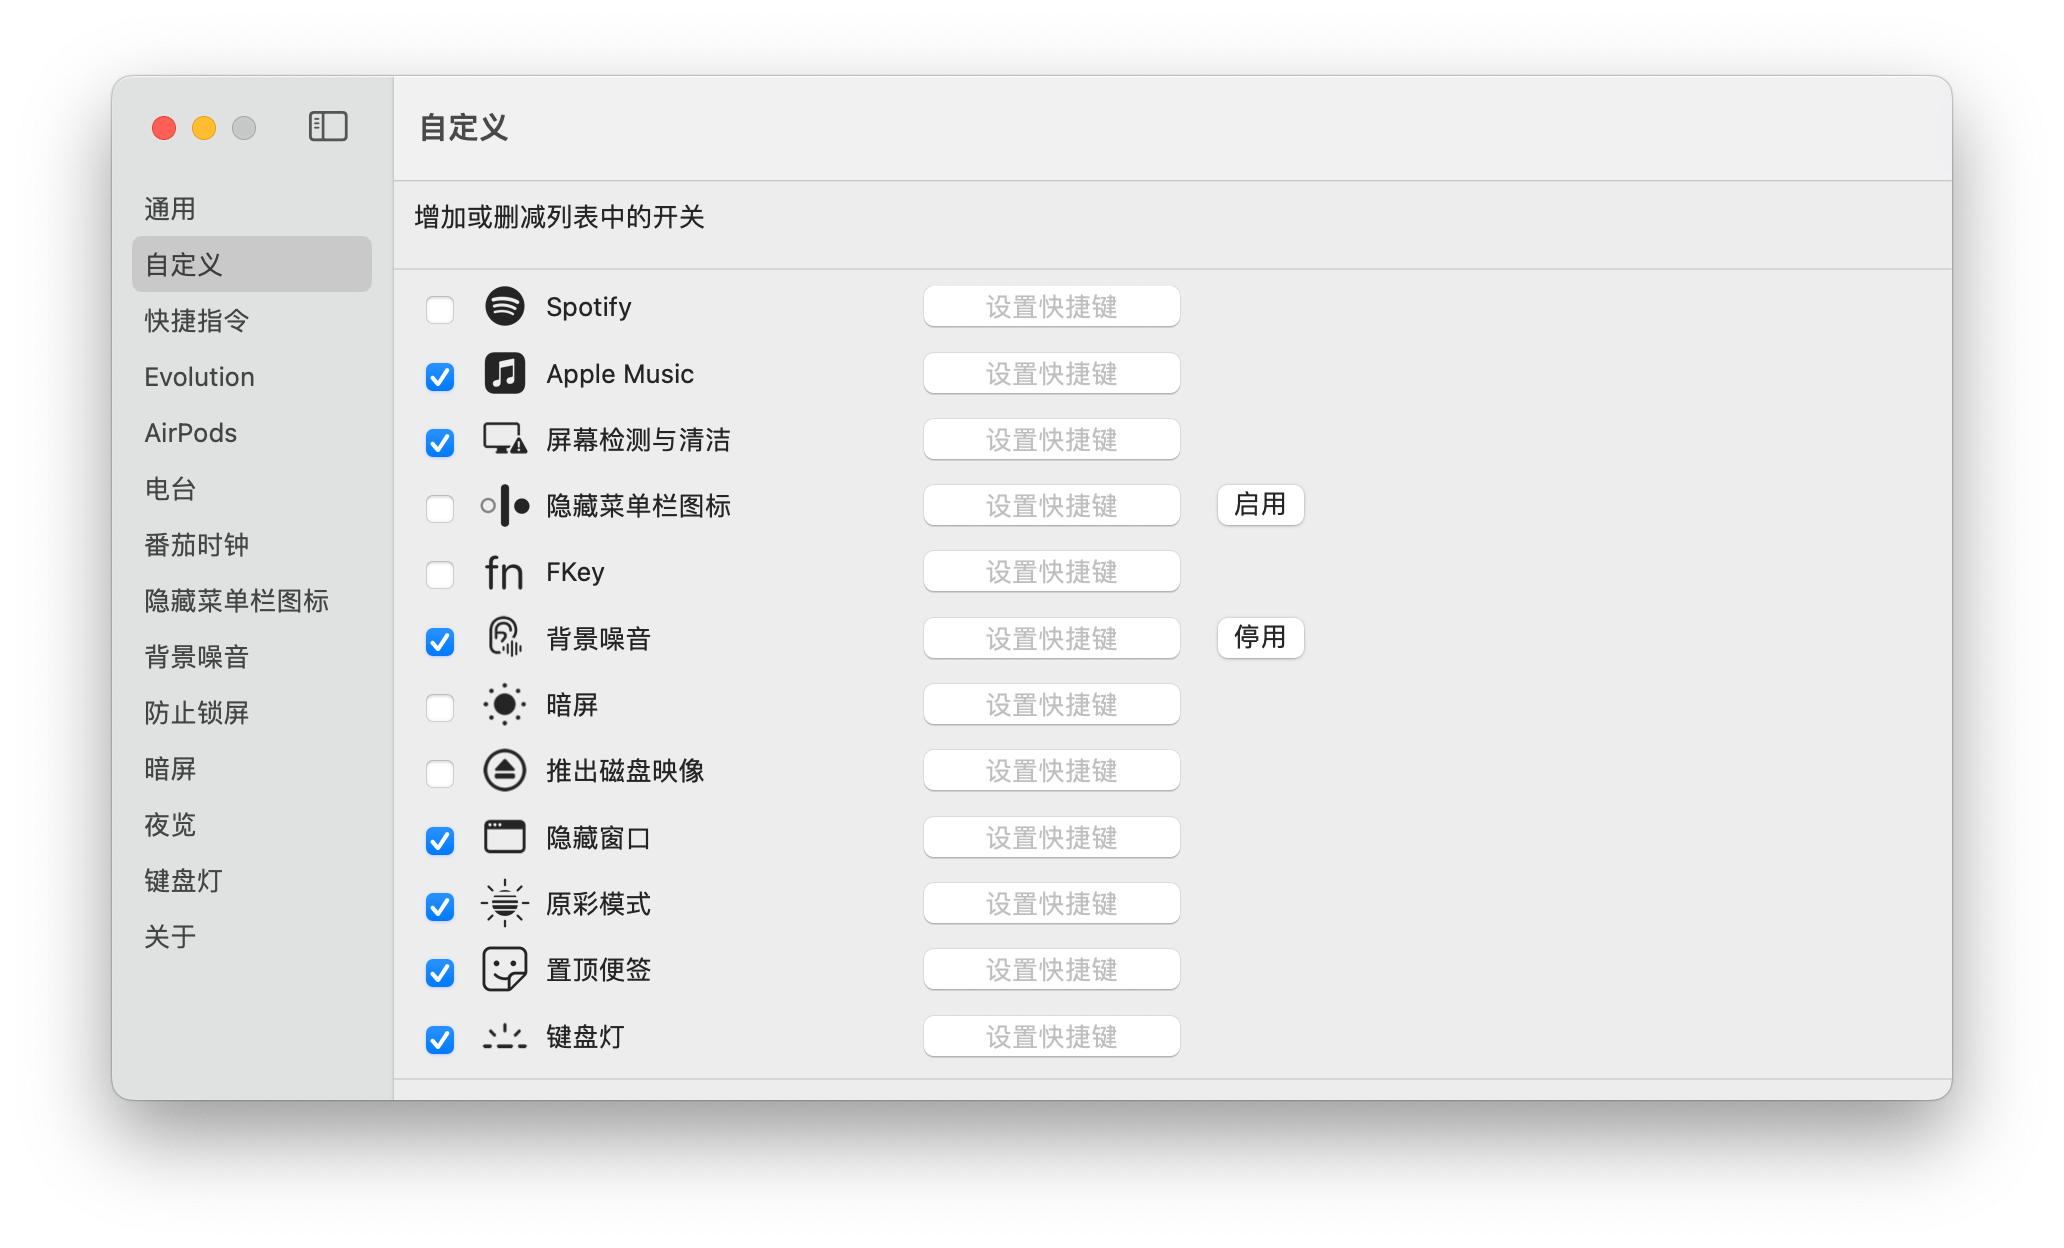 自定义
通用
自定义
快捷指令
Evolution
AirPods
电台
番茄时钟
隐藏菜单栏图标
背景噪音
防止锁屏
暗屏
夜览
键盘灯
关于
增加或删减列表中的开关
Spotify 设置快捷键
Apple Music 设置快捷键
屏幕检测与清洁 设置快捷键
隐藏菜单栏图标 设置快捷键 启用
fn FKey 设置快捷键
背景噪音 设置快捷键 停用
暗屏 设置快捷键
推出磁盘映像 设置快捷键
隐藏窗口 设置快捷键
原彩模式 设置快捷键
置顶便签 设置快捷键
键盘灯 设置快捷键